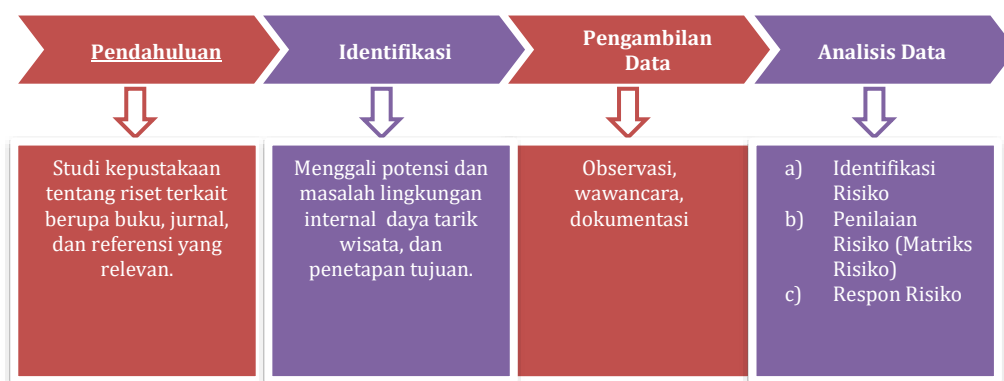 Pendahuluan
Identifikasi
Pengambilan
Data
Analisis Data
Studi kepustakaan
tentang riset terkait
berupa buku, jurnal,
dan referensi yang
relevan.
Menggali potensi dan
masalah lingkungan
internal daya tarik
wisata, dan
penetapan tujuan.
Observasi,
wawancara,
dokumentasi
a) Identifikasi
Risiko
b) Penilaian
Risiko (Matriks
Risiko)
c) Respon Risiko